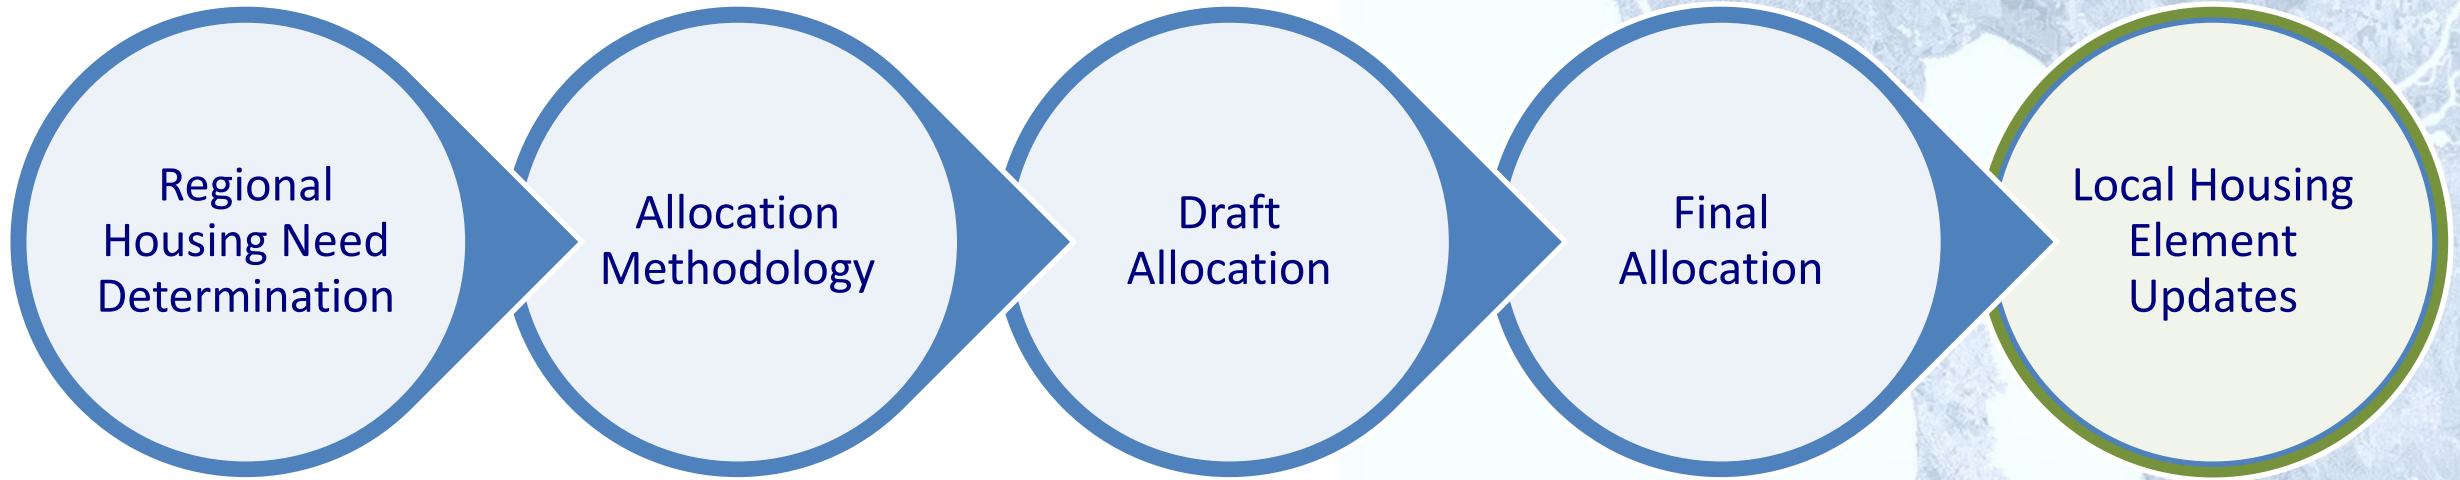 Regional
Housing Need
Determination
Allocation
Methodology
Draft
Allocation
Final
Allocation
Local Housing
Element
Updates